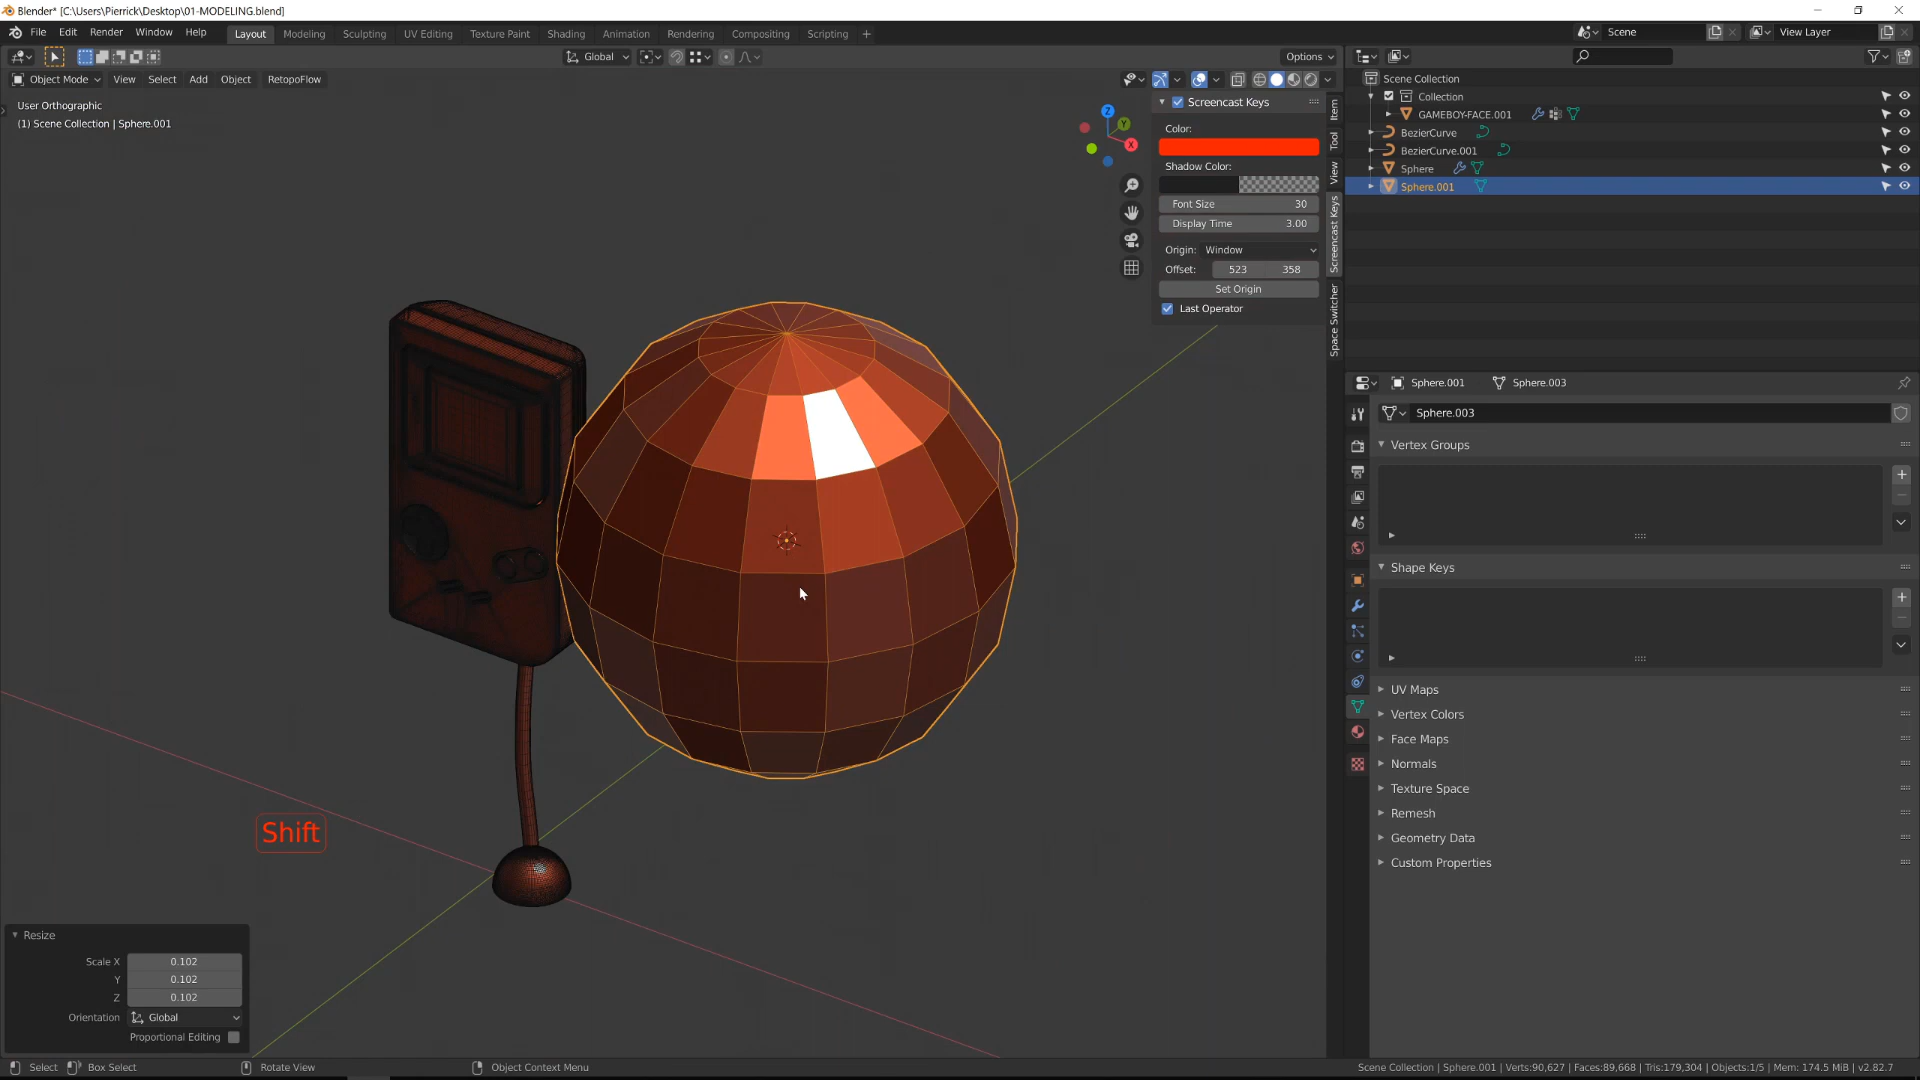 Blender* [C:\Users\Pierrick\Desktop\01-MODELING.blend]
File Edit Render Window Help
Layout Modeling Sculpting UV Editing Texture Paint Shading Animation Rendering Compositing Scripting +
Scene
View Layer
Global
Options
Object Mode View Select Add Object RetopoFlow
User Orthographic
(1) Scene Collection | Sphere.001
Z
Y
X
Screencast Keys
Color:
Shadow Color:
Font Size 30
Display Time 3.00
Origin: Window
Offset: 523 358
Set Origin
Last Operator
Item
Tool
View
Screencast Keys
Space Switcher
Scene Collection
Collection
GAMEBOY-FACE.001
BezierCurve
BezierCurve.001
Sphere
Sphere.001
Sphere.001 Sphere.003
Sphere.003
Vertex Groups
Shape Keys
UV Maps
Vertex Colors
Face Maps
Normals
Texture Space
Remesh
Geometry Data
Custom Properties
Shift
Resize
Scale X 0.102
Y 0.102
Z 0.102
Orientation Global
Proportional Editing
Select Box Select Rotate View Object Context Menu
Scene Collection | Sphere.001 | Verts:90,627 | Faces:89,668 | Tris:179,304 | Objects:1/5 | Mem: 174.5 MiB | v2.82.7